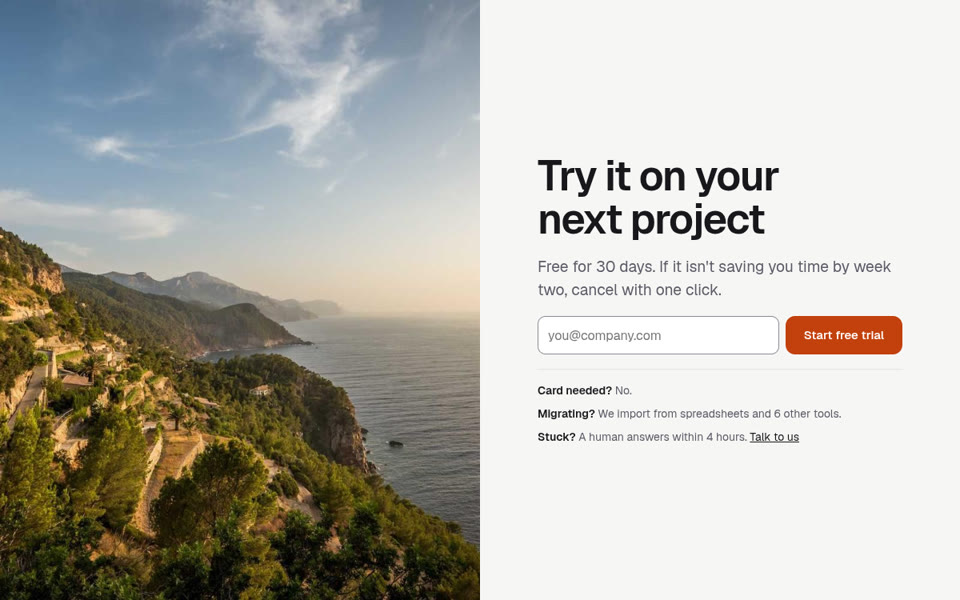 Try it on your
next project
Free for 30 days. If it isn't saving you time by week
two, cancel with one click.
you@company.com
Start free trial
Card needed? No.
Migrating? We import from spreadsheets and 6 other tools.
Stuck? A human answers within 4 hours. Talk to us